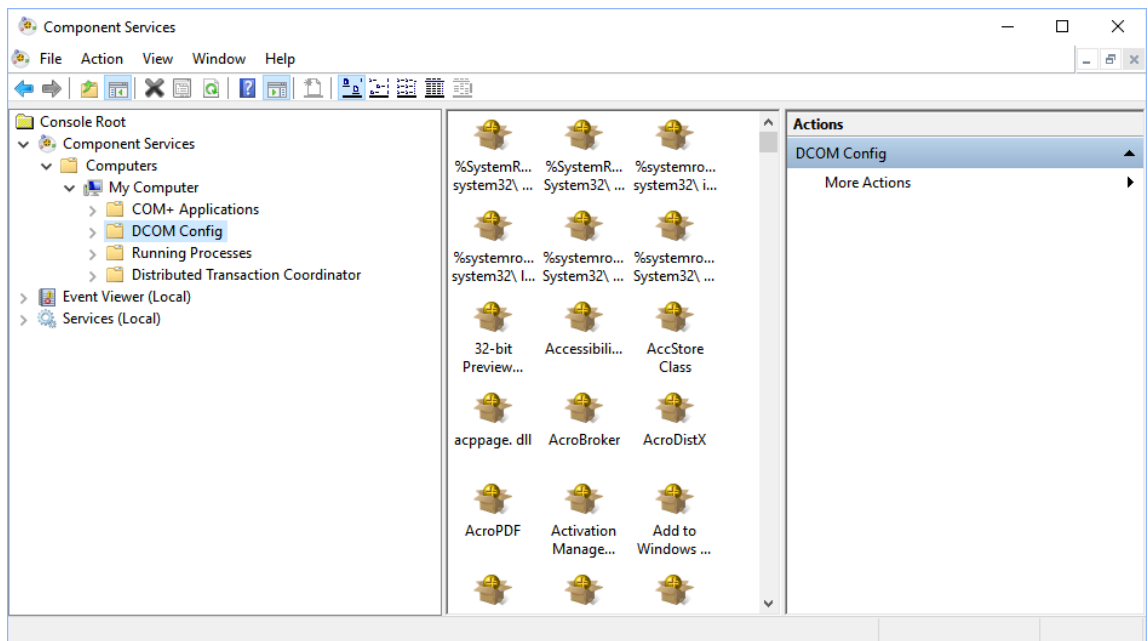 Component Services
File Action View Window Help
Console Root
Component Services
Computers
My Computer
COM+ Applications
DCOM Config
Running Processes
Distributed Transaction Coordinator
Event Viewer (Local)
Services (Local)
%SystemR... %SystemR... %systemro...
system32\ ... System32\ ... system32\ i...
%systemro... %systemro... %systemro...
system32\ l... System32\ ... System32\ ...
32-bit Accessibili... AccStore
Preview... Class
acppage. dll AcroBroker AcroDistX
AcroPDF Activation Add to
Manage... Windows ...
Actions
DCOM Config
More Actions